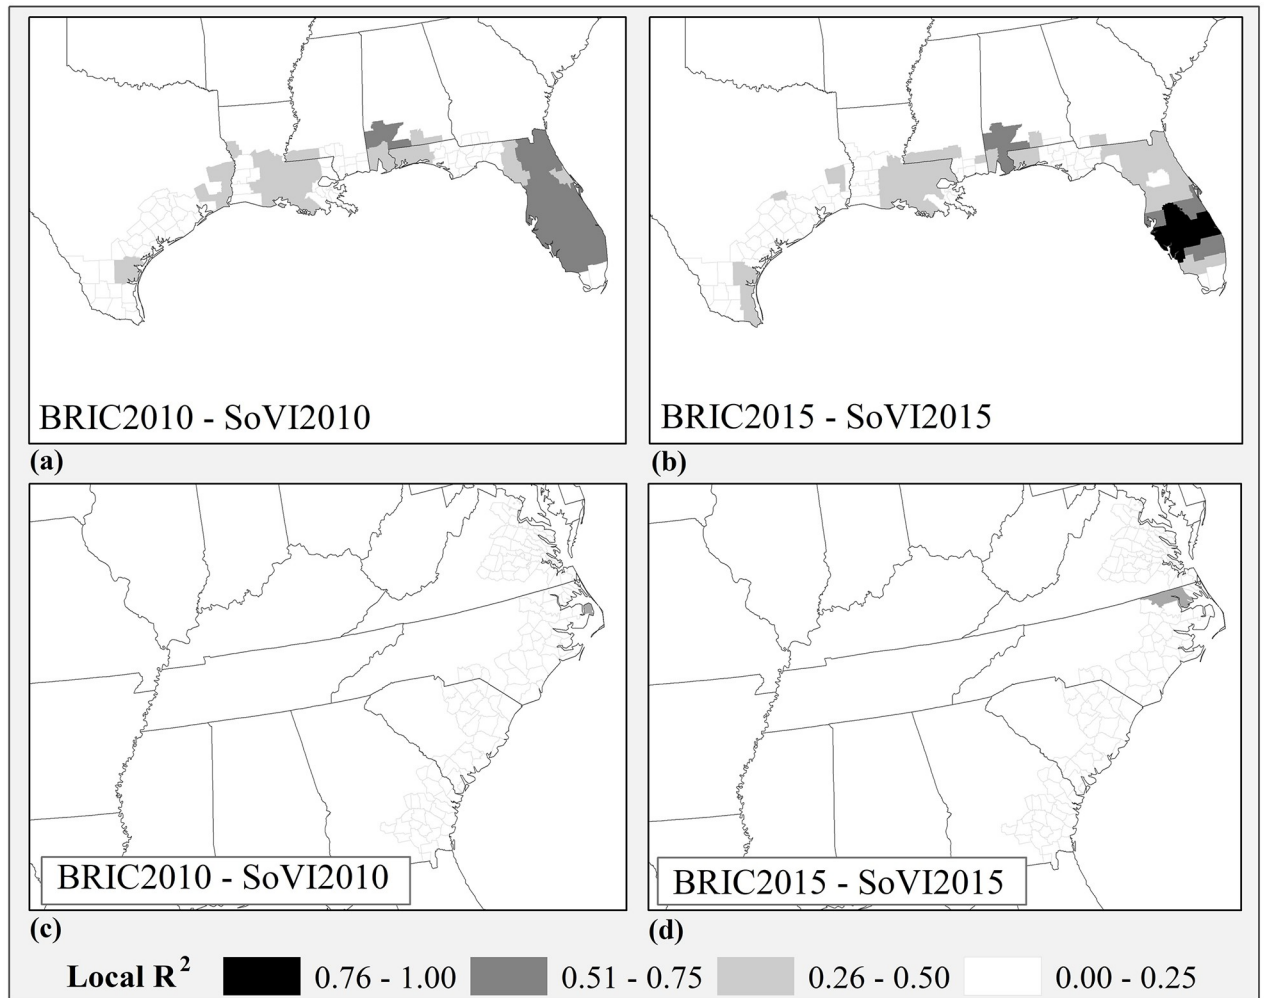 BRIC2010 - SoVI2010
BRIC2015 - SoVI2015
(a)
(b)
BRIC2010 - SoVI2010
BRIC2015 - SoVI2015
(c)
(d)
Local R² 0.76 - 1.00 0.51 - 0.75 0.26 - 0.50 0.00 - 0.25